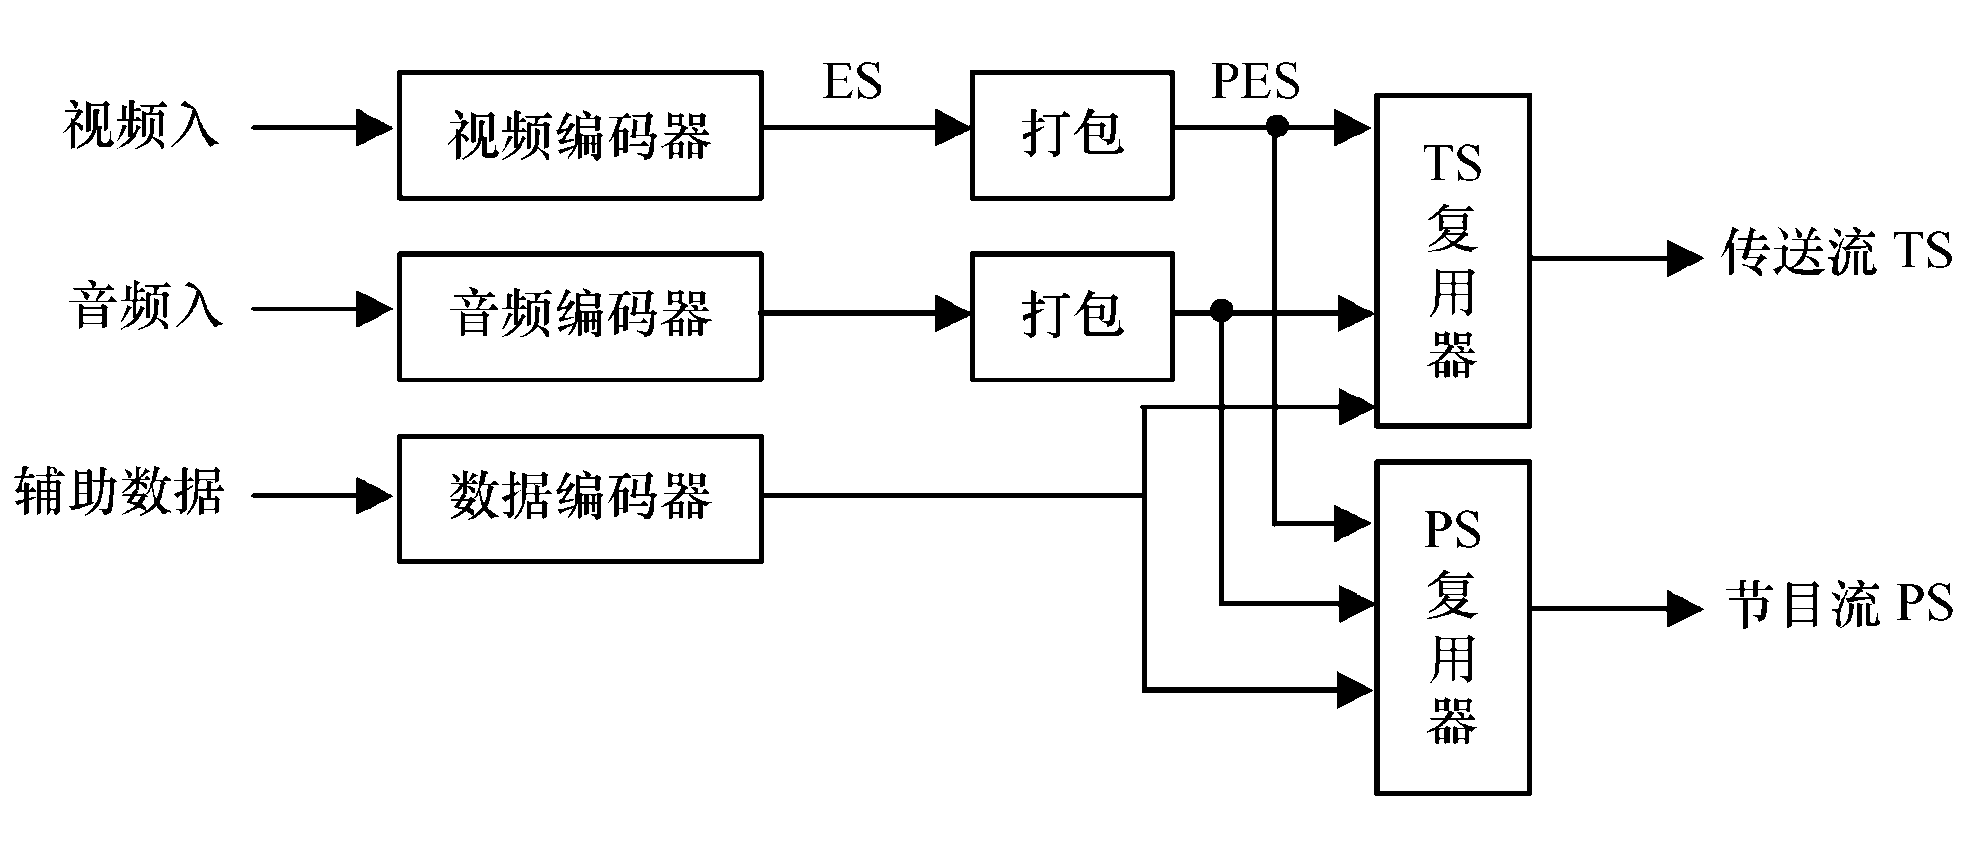 ES
PES
视频入
视频编码器
打包
TS
复
用
器
传送流 TS
音频入
音频编码器
打包
辅助数据
数据编码器
PS
复
用
器
节目流 PS